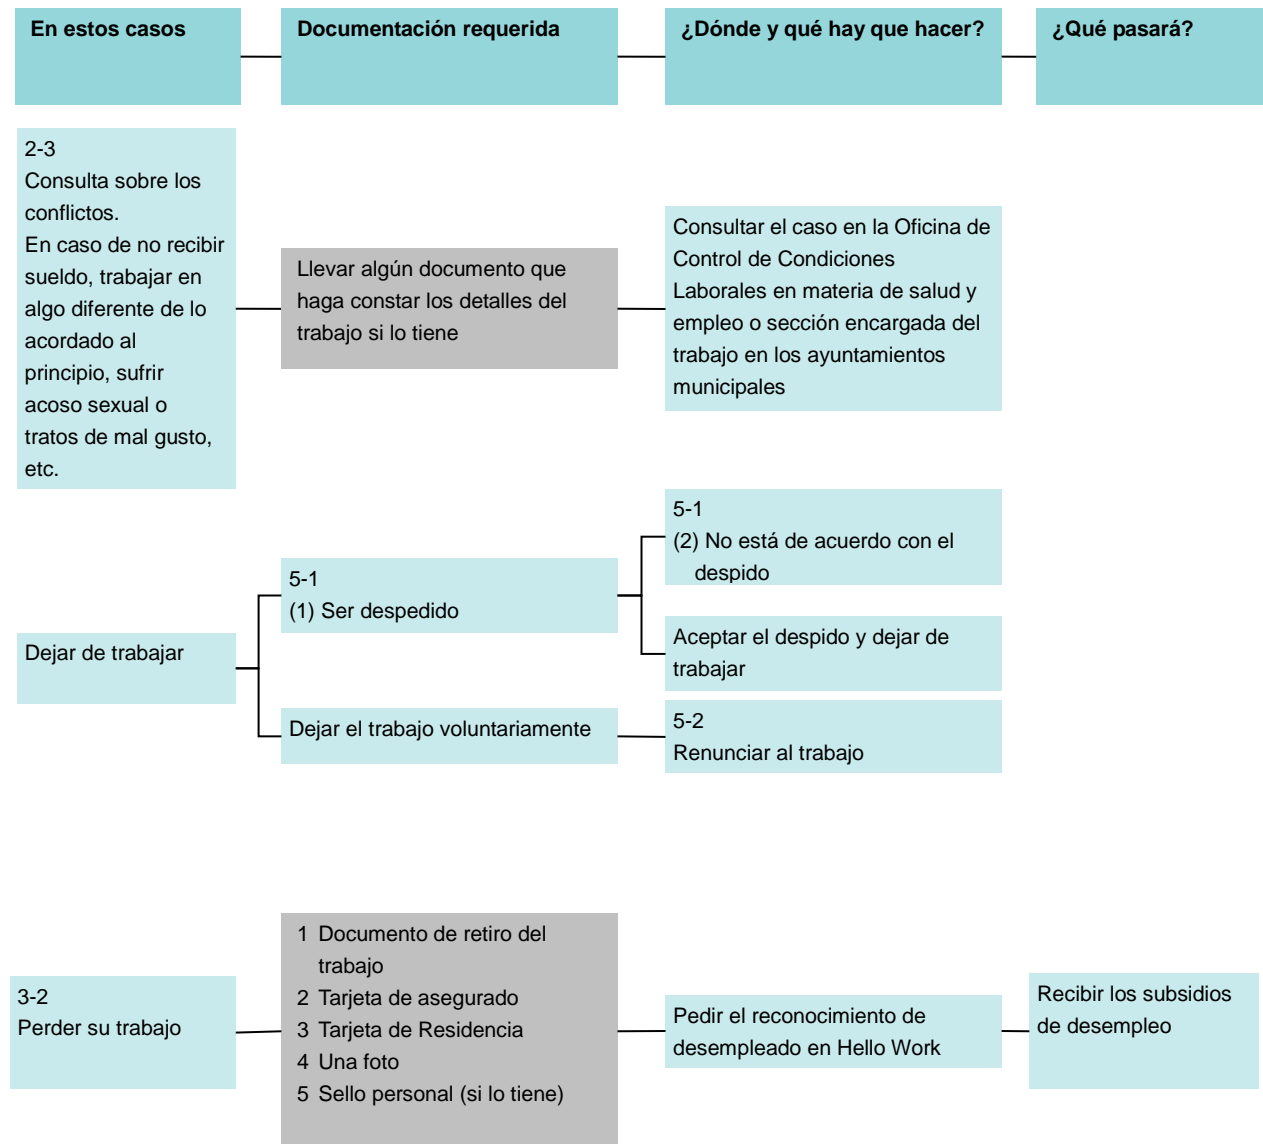 En estos casos
Documentación requerida
¿Dónde y qué hay que hacer?
¿Qué pasará?
2-3
Consulta sobre los
conflictos.
En caso de no recibir
sueldo, trabajar en
algo diferente de lo
acordado al
principio, sufrir
acoso sexual o
tratos de mal gusto,
etc.
Llevar algún documento que
haga constar los detalles del
trabajo si lo tiene
Consultar el caso en la Oficina de
Control de Condiciones
Laborales en materia de salud y
empleo o sección encargada del
trabajo en los ayuntamientos
municipales
Dejar de trabajar
5-1
(1) Ser despedido
5-1
(2) No está de acuerdo con el
despido
Aceptar el despido y dejar de
trabajar
Dejar el trabajo voluntariamente
5-2
Renunciar al trabajo
3-2
Perder su trabajo
1 Documento de retiro del
trabajo
2 Tarjeta de asegurado
3 Tarjeta de Residencia
4 Una foto
5 Sello personal (si lo tiene)
Pedir el reconocimiento de
desempleado en Hello Work
Recibir los subsidios
de desempleo